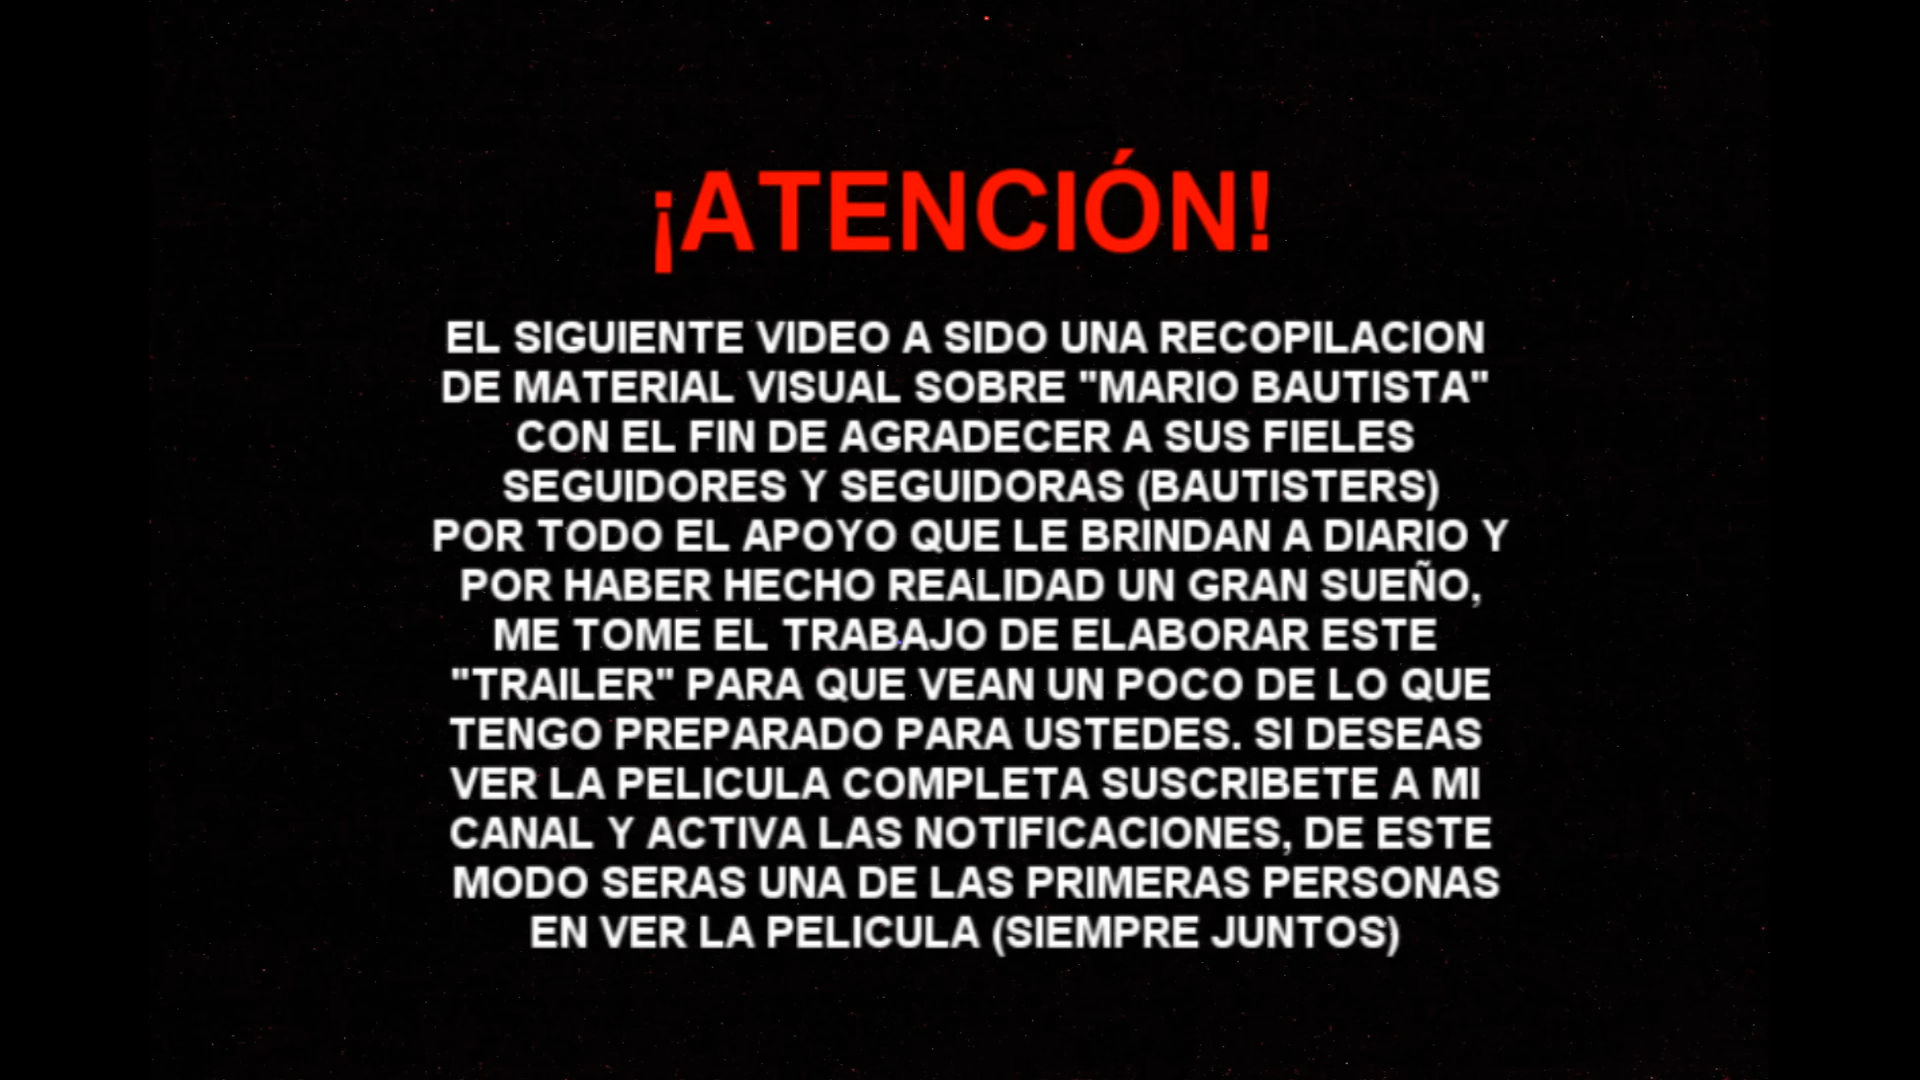 ¡ATENCIÓN!
EL SIGUIENTE VIDEO A SIDO UNA RECOPILACION
DE MATERIAL VISUAL SOBRE "MARIO BAUTISTA"
CON EL FIN DE AGRADECER A SUS FIELES
SEGUIDORES Y SEGUIDORAS (BAUTISTERS)
POR TODO EL APOYO QUE LE BRINDAN A DIARIO Y
POR HABER HECHO REALIDAD UN GRAN SUEÑO,
ME TOME EL TRABAJO DE ELABORAR ESTE
"TRAILER" PARA QUE VEAN UN POCO DE LO QUE
TENGO PREPARADO PARA USTEDES. SI DESEAS
VER LA PELICULA COMPLETA SUSCRIBETE A MI
CANAL Y ACTIVA LAS NOTIFICACIONES, DE ESTE
MODO SERAS UNA DE LAS PRIMERAS PERSONAS
EN VER LA PELICULA (SIEMPRE JUNTOS)